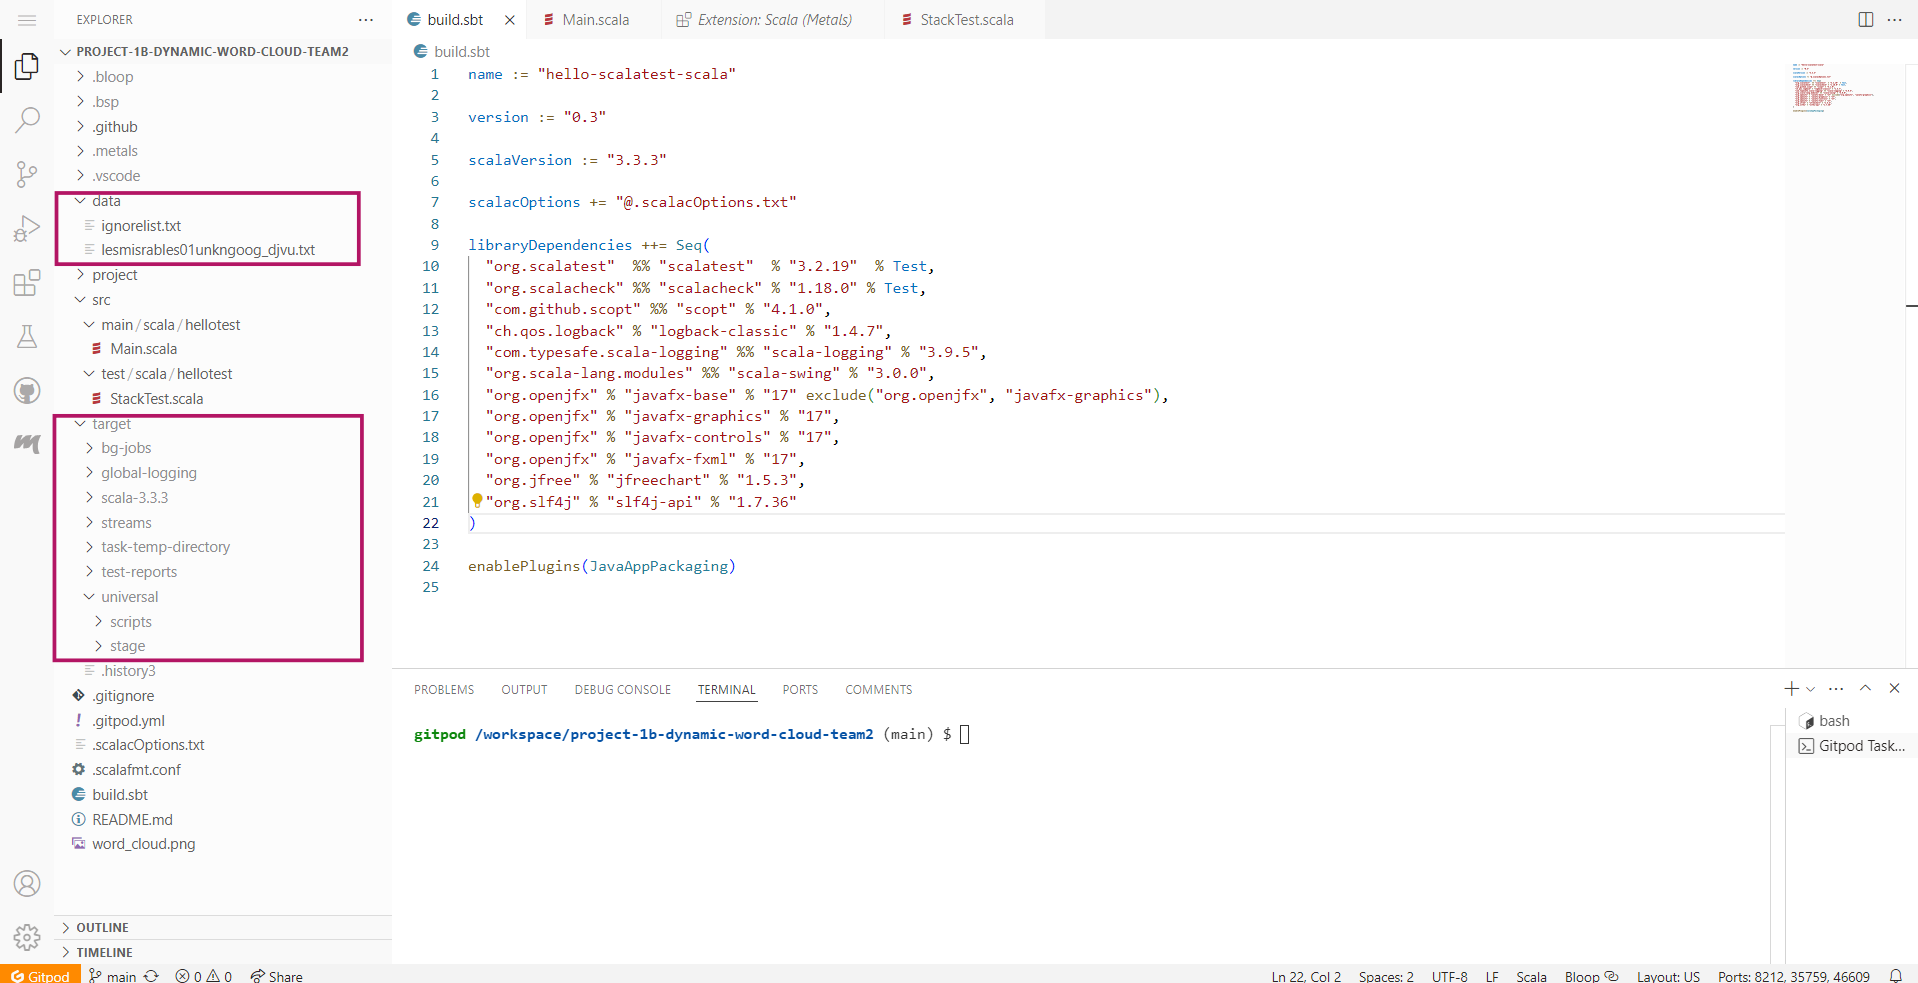 EXPLORER
PROJECT-1B-DYNAMIC-WORD-CLOUD-TEAM2
.bloop
.bsp
.github
.metals
.vscode
data
ignorelist.txt
lesmisrables01unkngoog_djvu.txt
project
src
main/scala/hellotest
Main.scala
test/scala/hellotest
StackTest.scala
target
bg-jobs
global-logging
scala-3.3.3
streams
task-temp-directory
test-reports
universal
scripts
stage
.history3
.gitignore
.gitpod.yml
.scalacOptions.txt
.scalafmt.conf
build.sbt
README.md
word_cloud.png
OUTLINE
TIMELINE
build.sbt Main.scala Extension: Scala (Metals) StackTest.scala
build.sbt
1 name := "hello-scalatest-scala"
2
3 version := "0.3"
4
5 scalaVersion := "3.3.3"
6
7 scalacOptions += "@.scalacOptions.txt"
8
9 libraryDependencies ++= Seq(
10 "org.scalatest" %% "scalatest" % "3.2.19" % Test,
11 "org.scalacheck" %% "scalacheck" % "1.18.0" % Test,
12 "com.github.scopt" %% "scopt" % "4.1.0",
13 "ch.qos.logback" % "logback-classic" % "1.4.7",
14 "com.typesafe.scala-logging" %% "scala-logging" % "3.9.5",
15 "org.scala-lang.modules" %% "scala-swing" % "3.0.0",
16 "org.openjfx" % "javafx-base" % "17" exclude("org.openjfx", "javafx-graphics"),
17 "org.openjfx" % "javafx-graphics" % "17",
18 "org.openjfx" % "javafx-controls" % "17",
19 "org.openjfx" % "javafx-fxml" % "17",
20 "org.jfree" % "jfreechart" % "1.5.3",
21 "org.slf4j" % "slf4j-api" % "1.7.36"
22 )
23
24 enablePlugins(JavaAppPackaging)
25
PROBLEMS OUTPUT DEBUG CONSOLE TERMINAL PORTS COMMENTS
gitpod /workspace/project-1b-dynamic-word-cloud-team2 (main) $
bash
Gitpod Task...
Gitpod main 0 0 Share Ln 22, Col 2 Spaces: 2 UTF-8 LF Scala Bloop Layout: US Ports: 8212, 35759, 46609